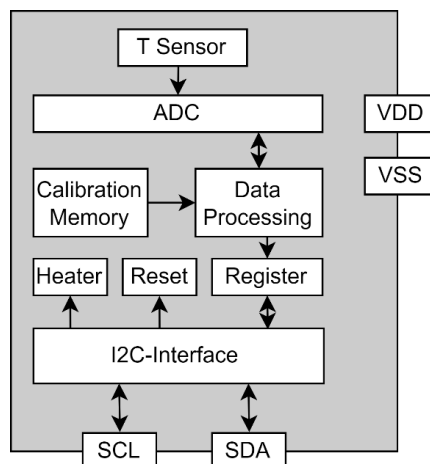 T Sensor
ADC
VDD
VSS
Calibration
Memory
Data
Processing
Heater
Reset
Register
I2C-Interface
SCL
SDA